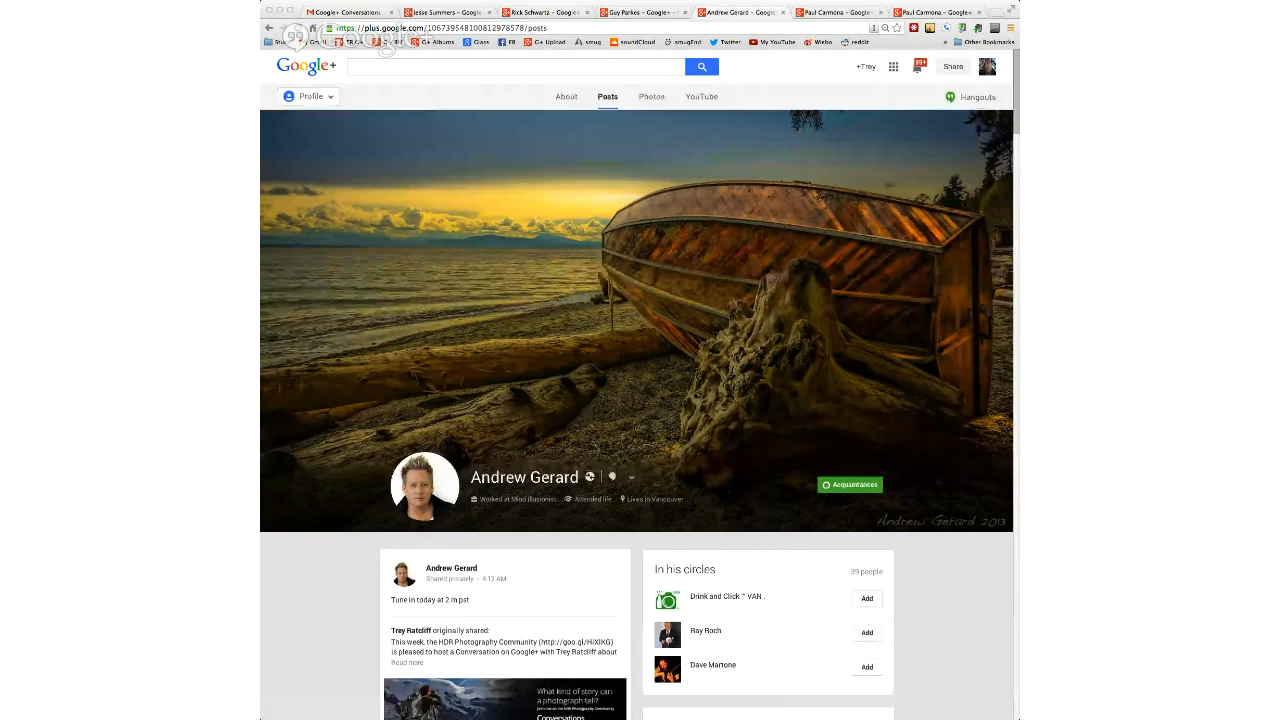 Google+ Conversations
Jesse Summers – Google+
Rick Schwartz – Google+
Guy Parkes – Google+
Andrew Gerard – Google+
Paul Carmona – Google+
Paul Carmona – Google+
https://plus.google.com/106739548100812978578/posts
G+ Albums
Glass
FB
G+ Upload
smug
soundCloud
smugEnd
Twitter
My YouTube
Wiebo
reddit
Other Bookmarks
Google+
+Trey
99+
Share
Profile
About
Posts
Photos
YouTube
Hangouts
Andrew Gerard
Worked at Mind Illusionist
Attended life
Lives in Vancouver
Acquaintances
Andrew Gerard 2013
Andrew Gerard
Shared privately - 4:12 AM
Tune in today at 2 m pst
Trey Ratcliff originally shared:
This week, the HDR Photography Community (http://goo.gl/HiXlKG)
is pleased to host a Conversation on Google+ with Trey Ratcliff about
Read more
What kind of story can
a photograph tell?
Conversations
In his circles
39 people
Drink and Click ™ VAN .
Add
Ray Roch
Add
Dave Martone
Add